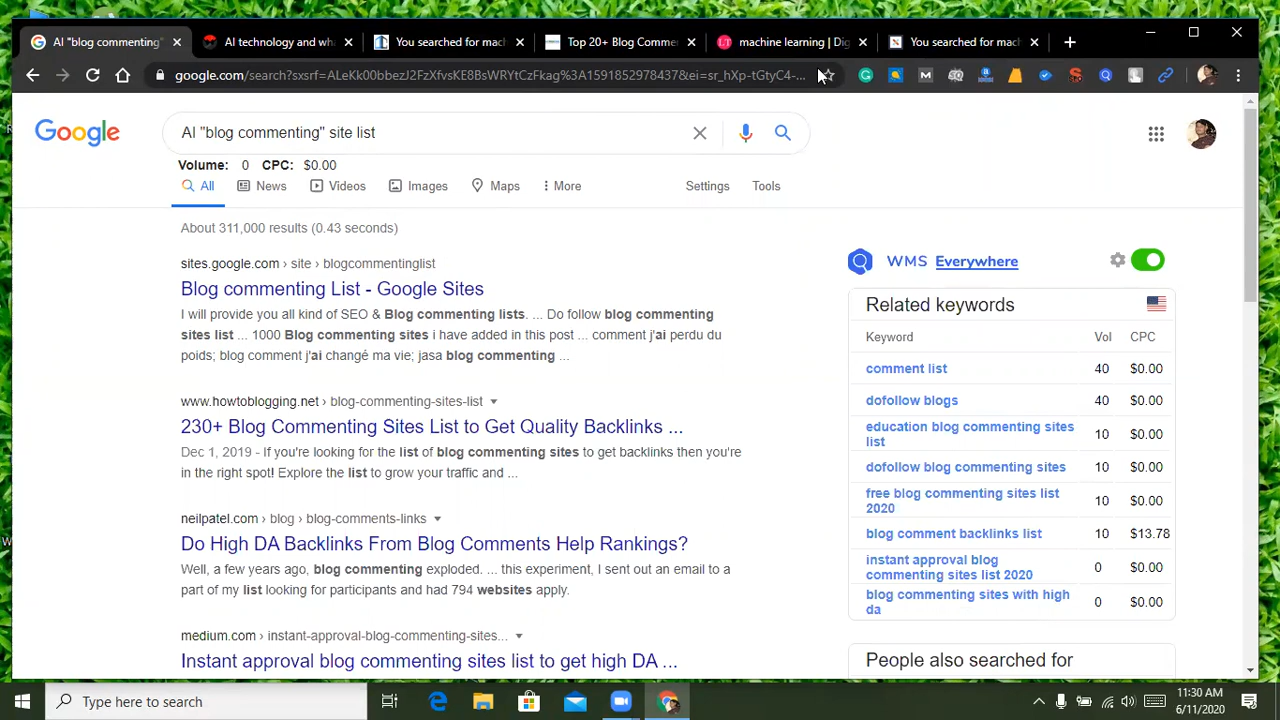 AI "blog commenting"
AI technology and wha
You searched for mach
Top 20+ Blog Comme
machine learning | Dig
You searched for mach
google.com/search?sxsrf=ALeKk00bbezJ2FzXfvsKE8BsWRYtCzFkag%3A1591852978437&ei=sr_hXp-tGtyC4-...
Google
AI "blog commenting" site list
Volume: 0 CPC: $0.00
All
News
Videos
Images
Maps
More
Settings
Tools
About 311,000 results (0.43 seconds)
sites.google.com › site › blogcommentinglist
Blog commenting List - Google Sites
I will provide you all kind of SEO & Blog commenting lists. ... Do follow blog commenting
sites list ... 1000 Blog commenting sites i have added in this post ... comment j'ai perdu du
poids; blog comment j'ai changé ma vie; jasa blog commenting ...
www.howtoblogging.net › blog-commenting-sites-list
230+ Blog Commenting Sites List to Get Quality Backlinks ...
Dec 1, 2019 - If you're looking for the list of blog commenting sites to get backlinks then you're
in the right spot! Explore the list to grow your traffic and ...
neilpatel.com › blog › blog-comments-links
Do High DA Backlinks From Blog Comments Help Rankings?
Well, a few years ago, blog commenting exploded. ... this experiment, I sent out an email to a
part of my list looking for participants and had 794 websites apply.
medium.com › instant-approval-blog-commenting-sites...
Instant approval blog commenting sites list to get high DA ...
WMS Everywhere
Related keywords
Keyword Vol CPC
comment list 40 $0.00
dofollow blogs 40 $0.00
education blog commenting sites
list 10 $0.00
dofollow blog commenting sites 10 $0.00
free blog commenting sites list
2020 10 $0.00
blog comment backlinks list 10 $13.78
instant approval blog
commenting sites list 2020 0 $0.00
blog commenting sites with high
da 0 $0.00
People also searched for
Type here to search
11:30 AM
6/11/2020